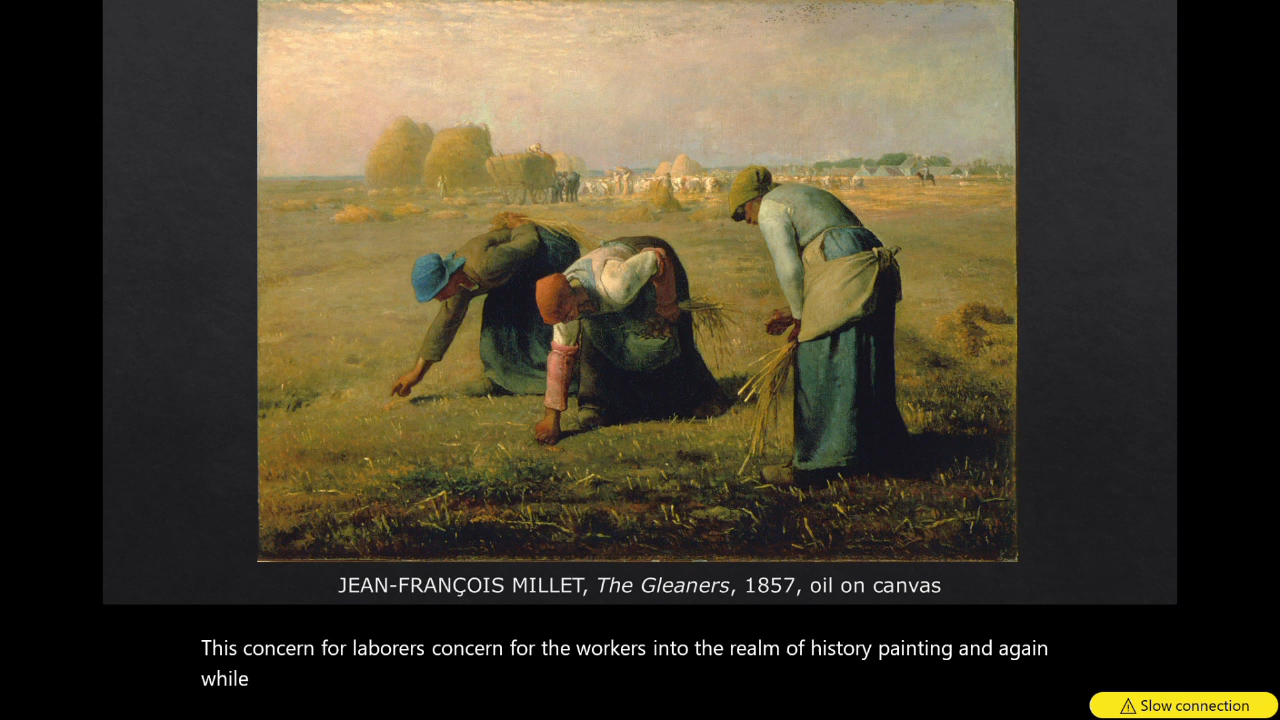 JEAN-FRANÇOIS MILLET, The Gleaners, 1857, oil on canvas
This concern for laborers concern for the workers into the realm of history painting and again
while
Slow connection